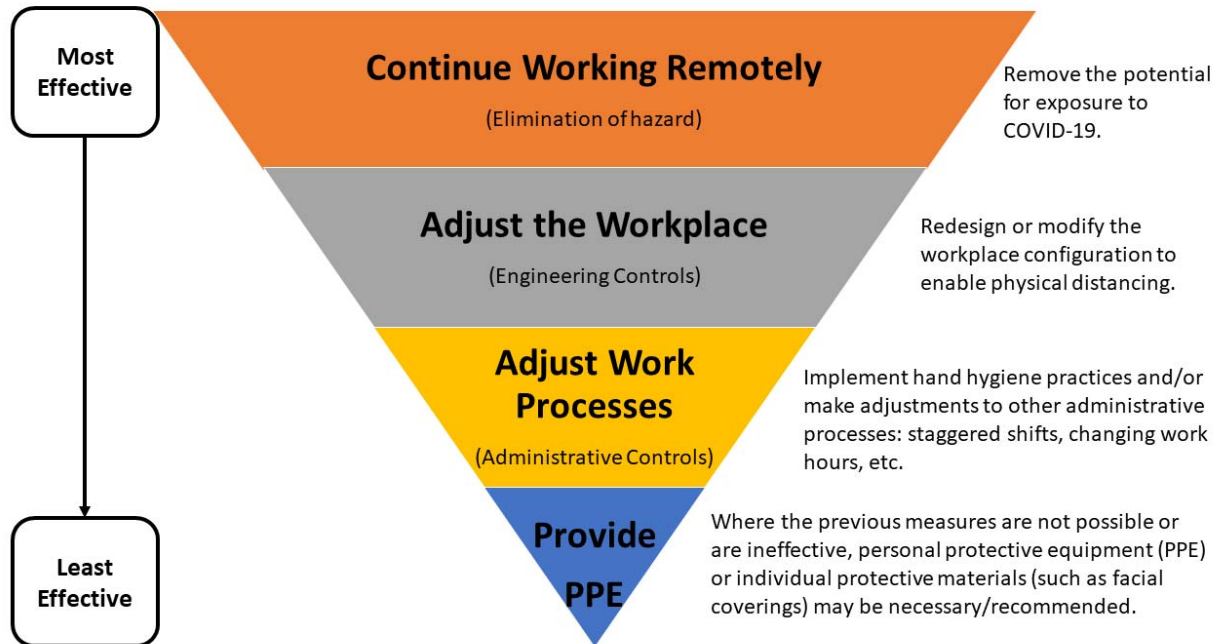 Most
Effective
Continue Working Remotely
(Elimination of hazard)
Remove the potential
for exposure to
COVID-19.
Adjust the Workplace
(Engineering Controls)
Redesign or modify the
workplace configuration to
enable physical distancing.
Adjust Work
Processes
(Administrative Controls)
Implement hand hygiene practices and/or
make adjustments to other administrative
processes: staggered shifts, changing work
hours, etc.
Least
Effective
Provide
PPE
Where the previous measures are not possible or
are ineffective, personal protective equipment (PPE)
or individual protective materials (such as facial
coverings) may be necessary/recommended.